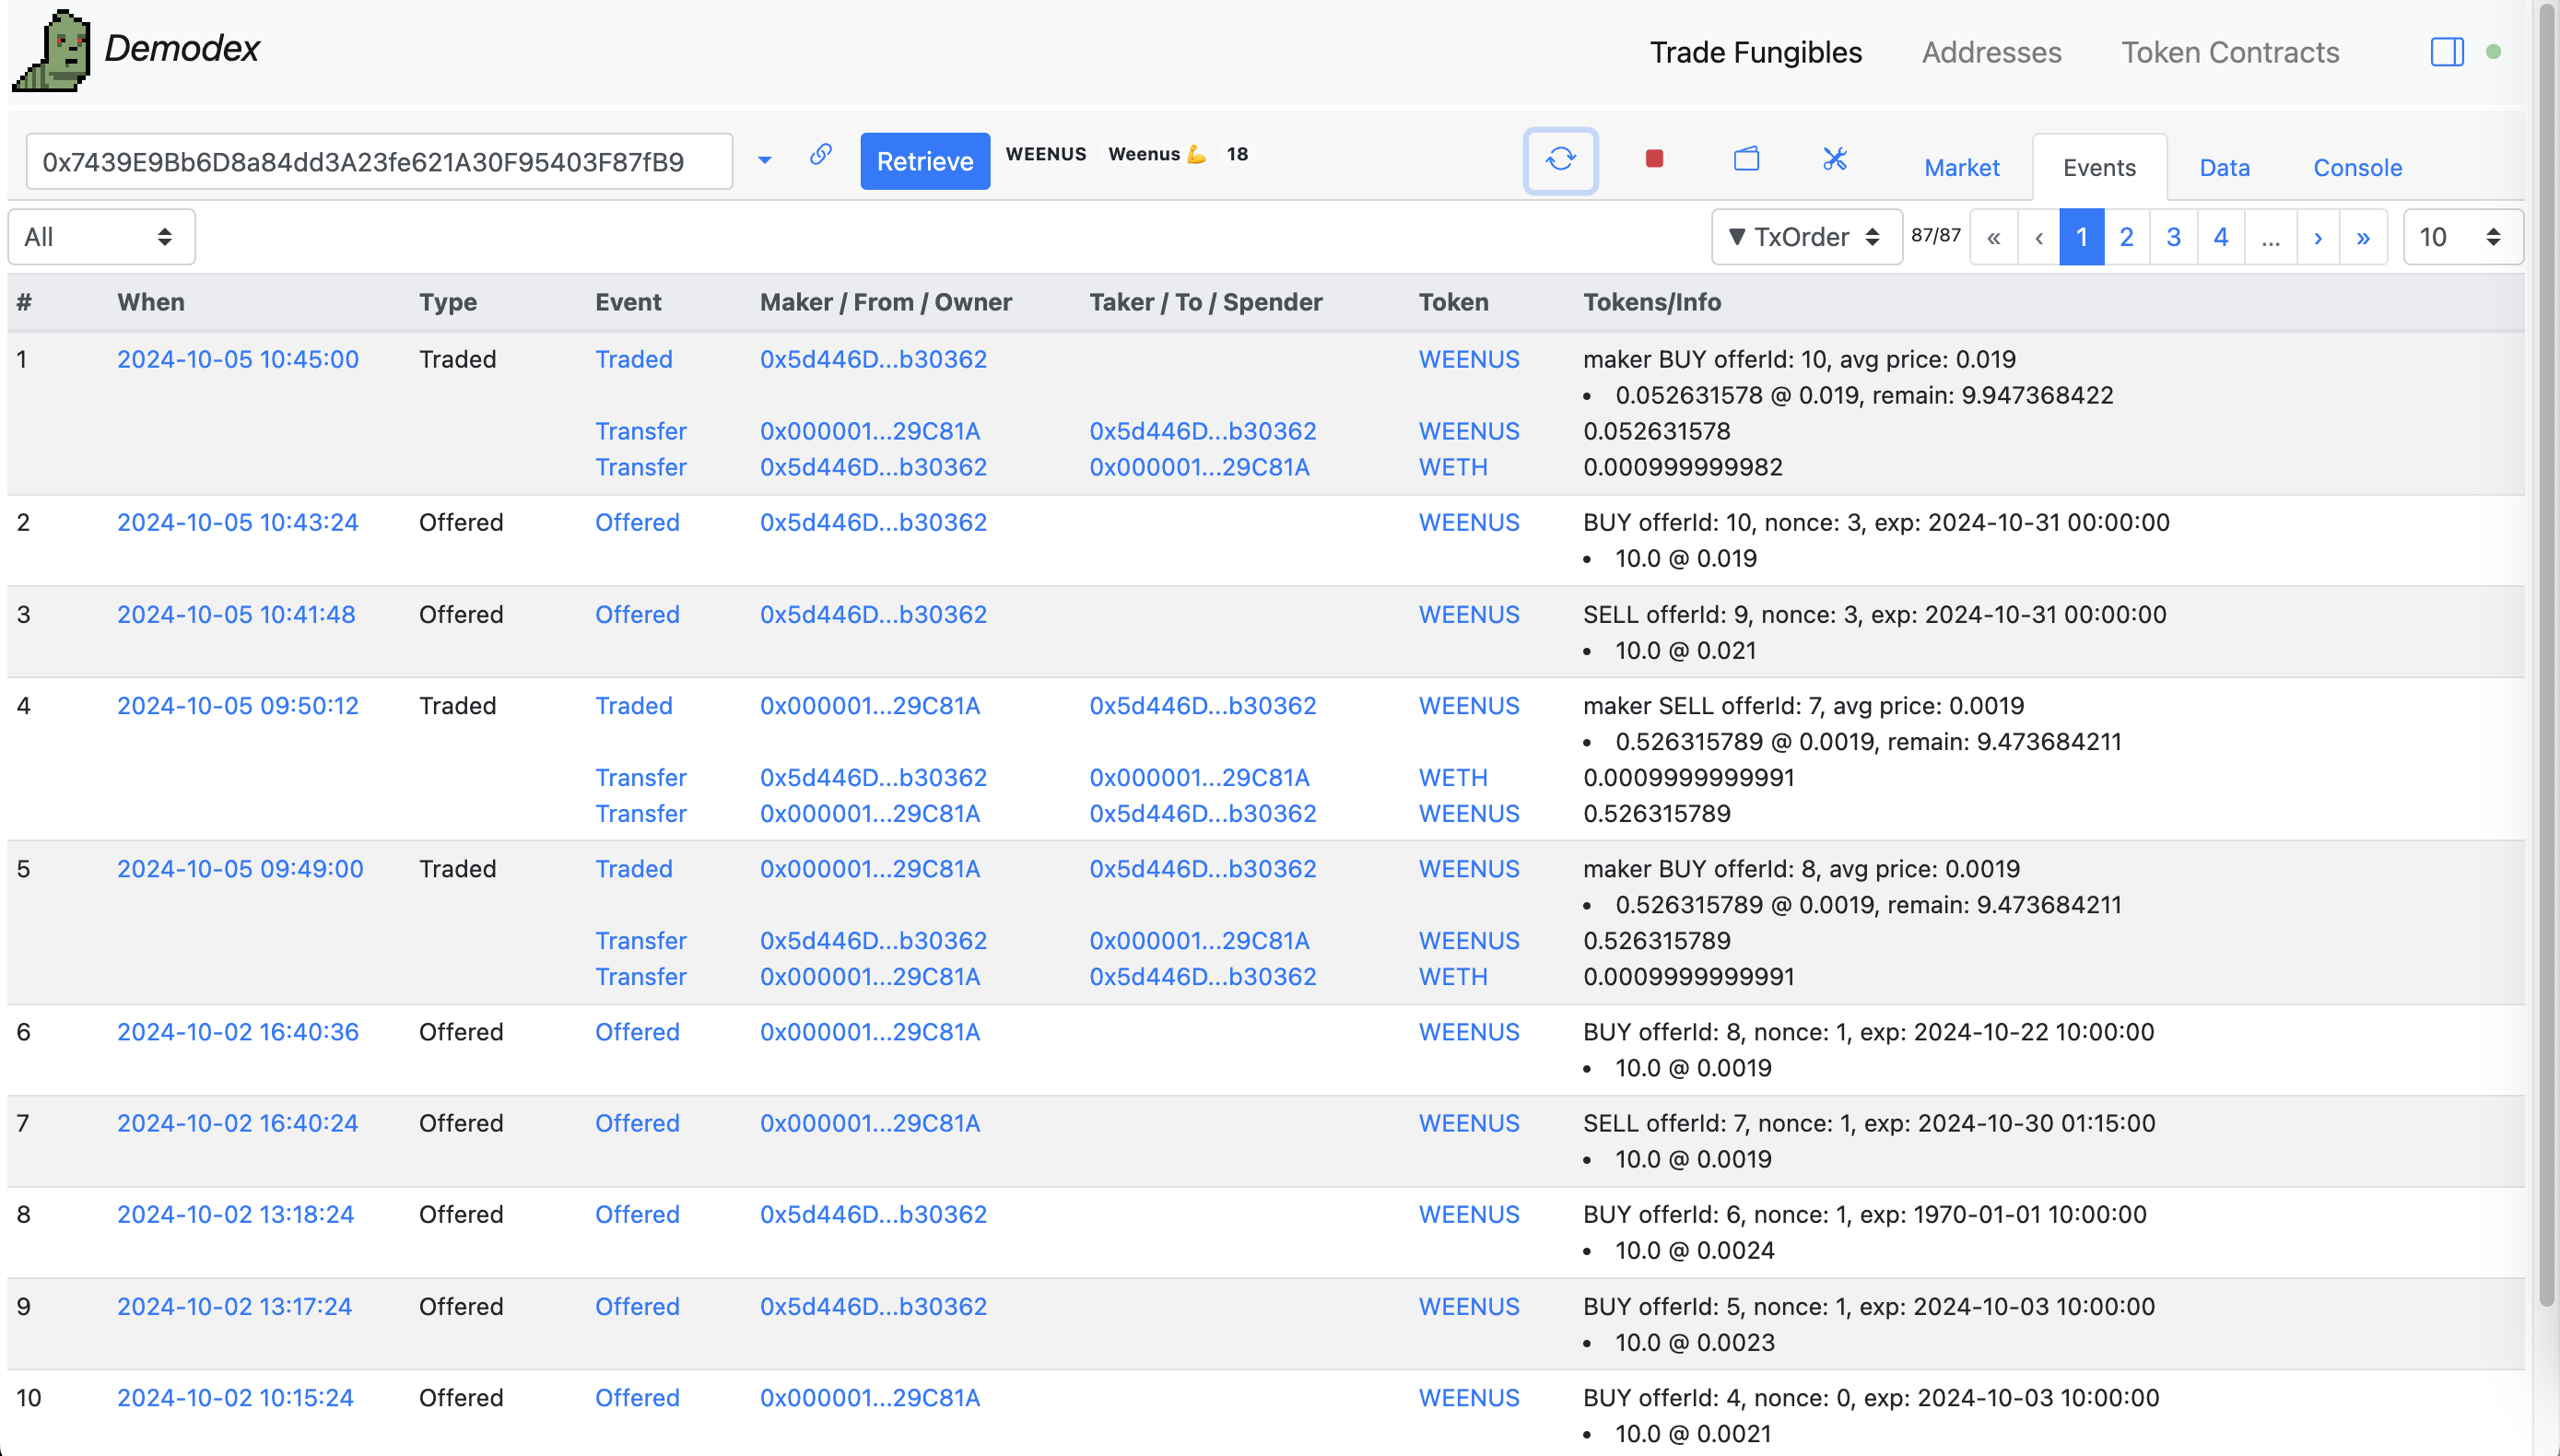 Demodex
Trade Fungibles Addresses Token Contracts
0x7439E9Bb6D8a84dd3A23fe621A30F95403F87fB9 Retrieve WEENUS Weenus 💪 18 Market Events Data Console
All ▼ TxOrder 87/87 « ‹ 1 2 3 4 ... › » 10
# When Type Event Maker / From / Owner Taker / To / Spender Token Tokens/Info
1 2024-10-05 10:45:00 Traded Traded 0x5d446D...b30362 WEENUS maker BUY offerId: 10, avg price: 0.019
• 0.052631578 @ 0.019, remain: 9.947368422
Transfer 0x000001...29C81A 0x5d446D...b30362 WEENUS 0.052631578
Transfer 0x5d446D...b30362 0x000001...29C81A WETH 0.000999999982
2 2024-10-05 10:43:24 Offered Offered 0x5d446D...b30362 WEENUS BUY offerId: 10, nonce: 3, exp: 2024-10-31 00:00:00
• 10.0 @ 0.019
3 2024-10-05 10:41:48 Offered Offered 0x5d446D...b30362 WEENUS SELL offerId: 9, nonce: 3, exp: 2024-10-31 00:00:00
• 10.0 @ 0.021
4 2024-10-05 09:50:12 Traded Traded 0x000001...29C81A 0x5d446D...b30362 WEENUS maker SELL offerId: 7, avg price: 0.0019
• 0.526315789 @ 0.0019, remain: 9.473684211
Transfer 0x5d446D...b30362 0x000001...29C81A WETH 0.0009999999991
Transfer 0x000001...29C81A 0x5d446D...b30362 WEENUS 0.526315789
5 2024-10-05 09:49:00 Traded Traded 0x000001...29C81A 0x5d446D...b30362 WEENUS maker BUY offerId: 8, avg price: 0.0019
• 0.526315789 @ 0.0019, remain: 9.473684211
Transfer 0x5d446D...b30362 0x000001...29C81A WEENUS 0.526315789
Transfer 0x000001...29C81A 0x5d446D...b30362 WETH 0.0009999999991
6 2024-10-02 16:40:36 Offered Offered 0x000001...29C81A WEENUS BUY offerId: 8, nonce: 1, exp: 2024-10-22 10:00:00
• 10.0 @ 0.0019
7 2024-10-02 16:40:24 Offered Offered 0x000001...29C81A WEENUS SELL offerId: 7, nonce: 1, exp: 2024-10-30 01:15:00
• 10.0 @ 0.0019
8 2024-10-02 13:18:24 Offered Offered 0x5d446D...b30362 WEENUS BUY offerId: 6, nonce: 1, exp: 1970-01-01 10:00:00
• 10.0 @ 0.0024
9 2024-10-02 13:17:24 Offered Offered 0x5d446D...b30362 WEENUS BUY offerId: 5, nonce: 1, exp: 2024-10-03 10:00:00
• 10.0 @ 0.0023
10 2024-10-02 10:15:24 Offered Offered 0x000001...29C81A WEENUS BUY offerId: 4, nonce: 0, exp: 2024-10-03 10:00:00
• 10.0 @ 0.0021